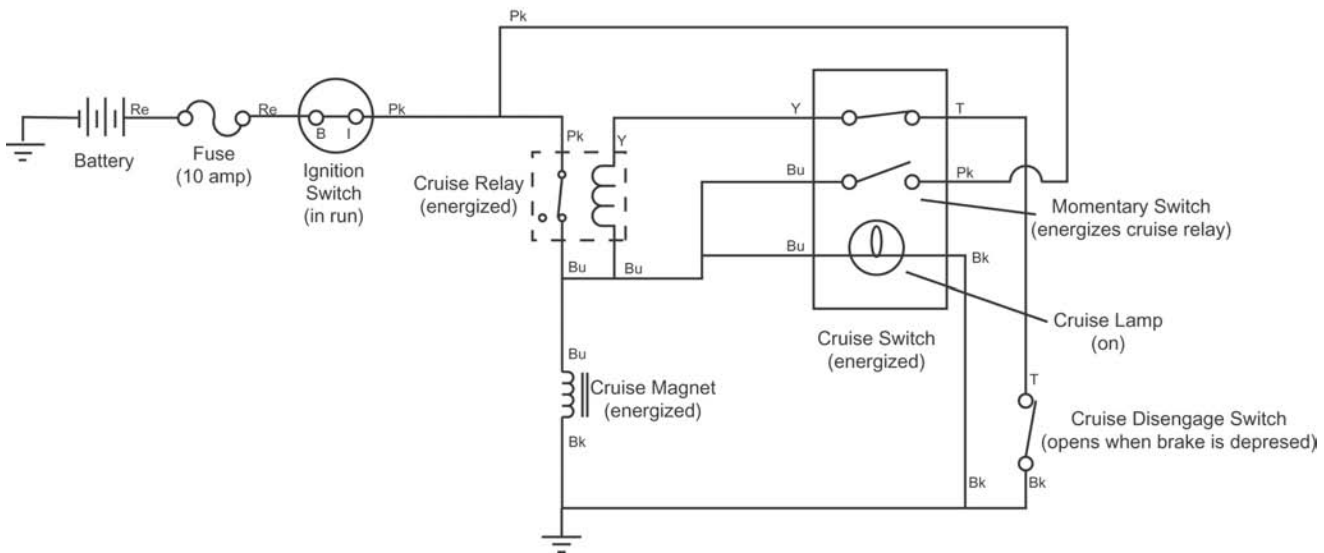 Pk
Re
Re
Pk
Battery
Fuse
(10 amp)
B I
Ignition
Switch
(in run)
Pk
Y
Cruise Relay
(energized)
Bu
Bu
Y
T
Bu
Pk
Bu
Bk
Momentary Switch
(energizes cruise relay)
Cruise Lamp
(on)
Cruise Switch
(energized)
Bu
Cruise Magnet
(energized)
Bk
T
Cruise Disengage Switch
(opens when brake is depresed)
Bk
Bk